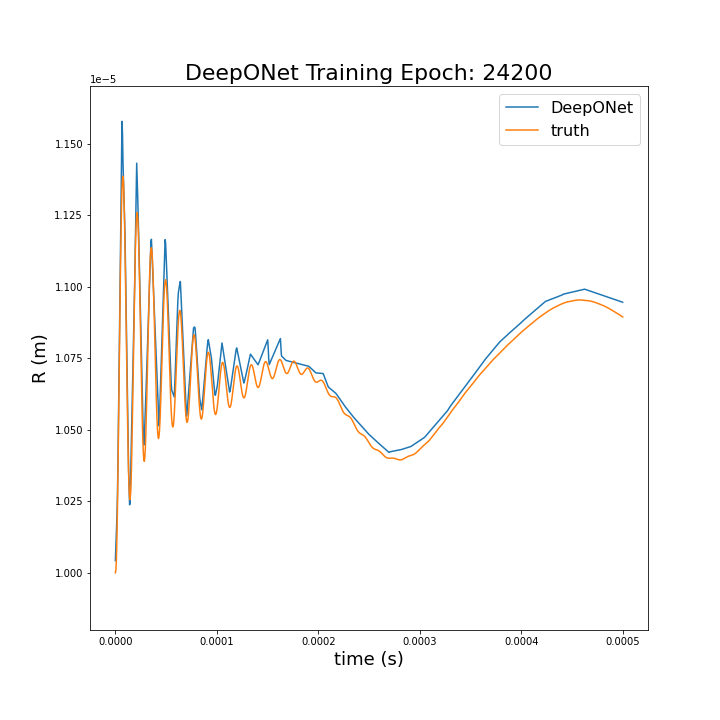 DeepONet Training Epoch: 24200
1e−5
DeepONet
truth
1.150
1.125
1.100
1.075
1.050
1.025
1.000
R (m)
0.0000 0.0001 0.0002 0.0003 0.0004 0.0005
time (s)